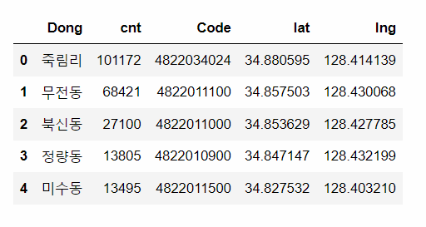 Dong cnt Code lat lng
0 죽림리 101172 4822034024 34.880595 128.414139
1 무전동 68421 4822011100 34.857503 128.430068
2 북신동 27100 4822011000 34.853629 128.427785
3 정량동 13805 4822010900 34.847147 128.432199
4 미수동 13495 4822011500 34.827532 128.403210